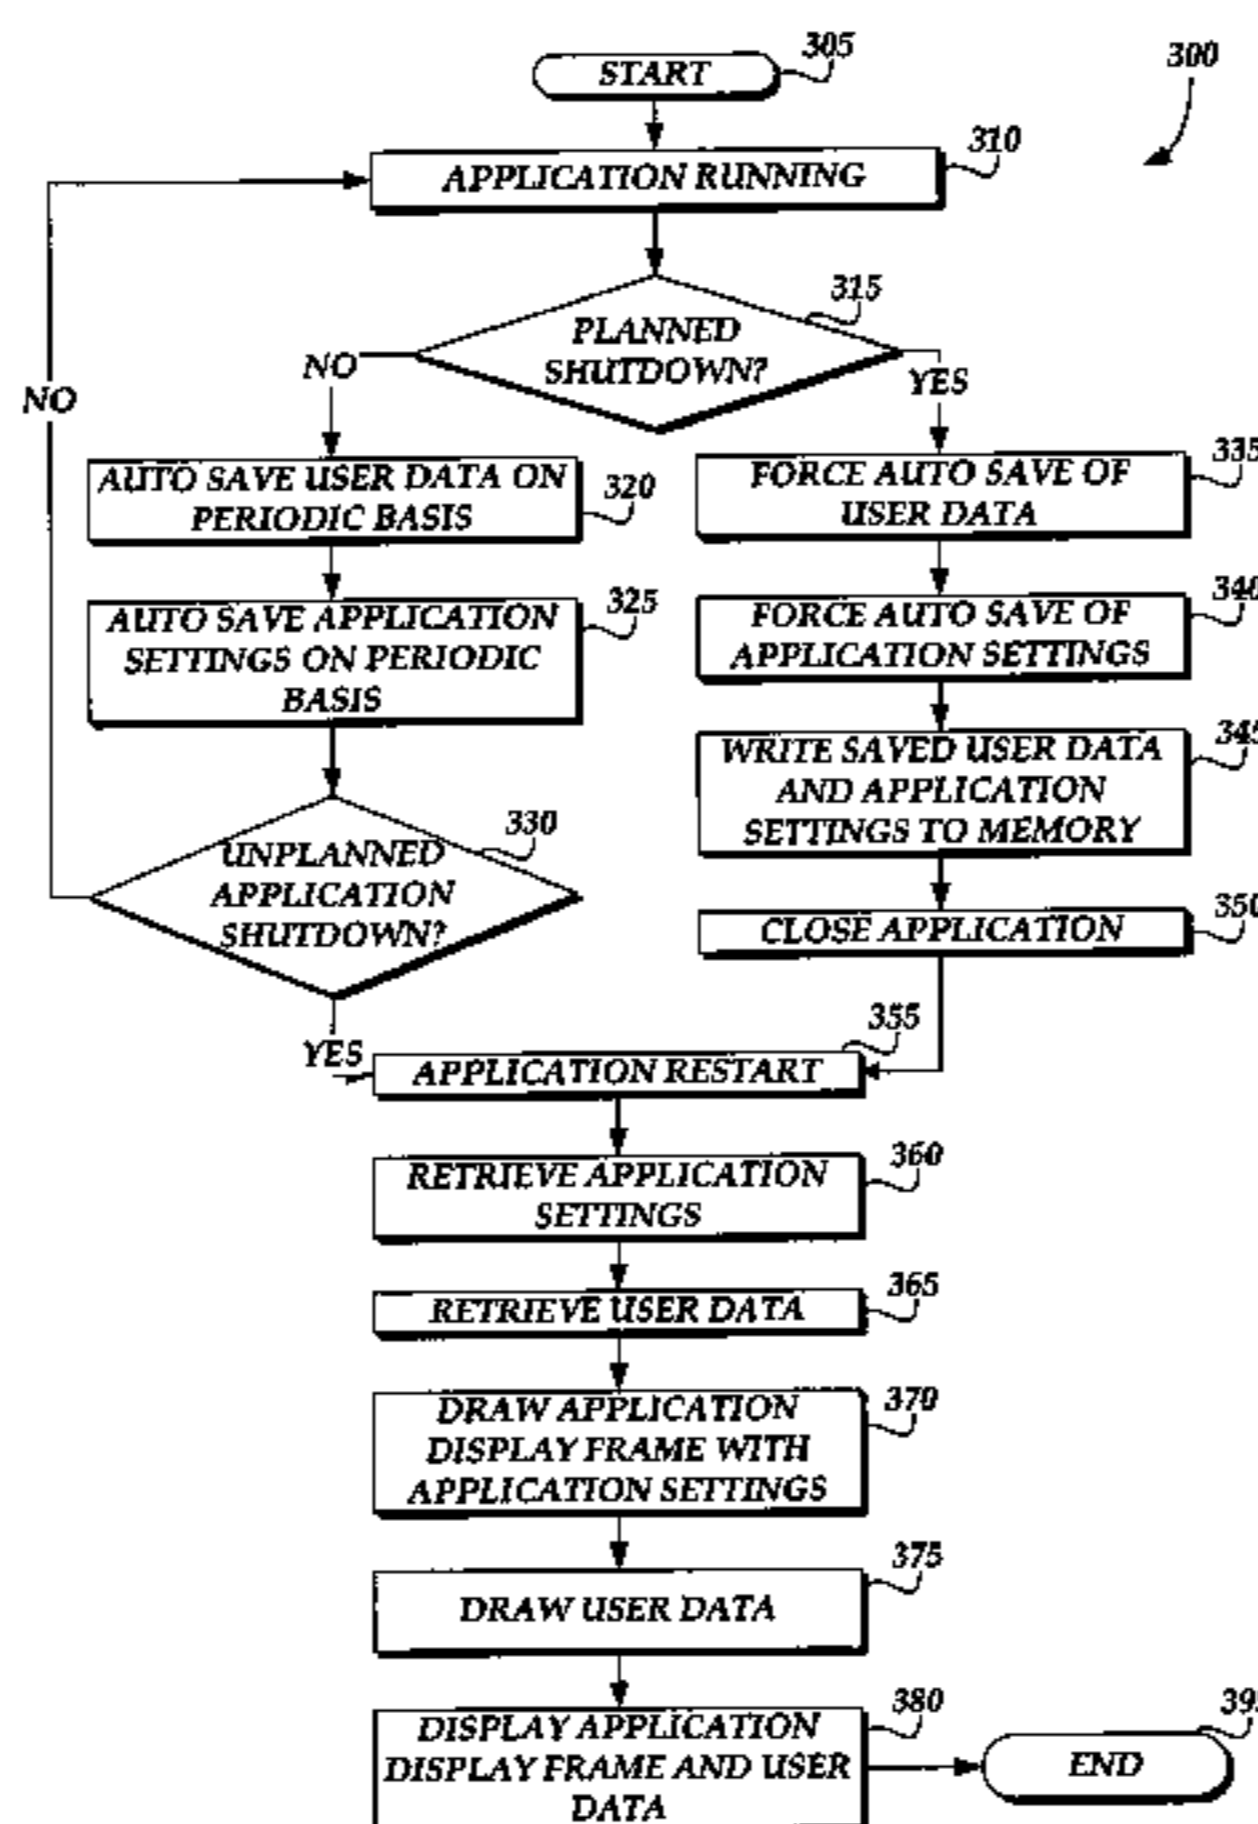 305
START
300
310
APPLICATION RUNNING
315
PLANNED
SHUTDOWN?
NO
YES
NO
AUTO SAVE USER DATA ON
PERIODIC BASIS
320
AUTO SAVE APPLICATION
SETTINGS ON PERIODIC
BASIS
325
UNPLANNED
APPLICATION
SHUTDOWN?
330
YES
FORCE AUTO SAVE OF
USER DATA
335
FORCE AUTO SAVE OF
APPLICATION SETTINGS
340
WRITE SAVED USER DATA
AND APPLICATION
SETTINGS TO MEMORY
345
CLOSE APPLICATION
350
355
APPLICATION RESTART
RETRIEVE APPLICATION
SETTINGS
360
RETRIEVE USER DATA
365
DRAW APPLICATION
DISPLAY FRAME WITH
APPLICATION SETTINGS
370
DRAW USER DATA
375
DISPLAY APPLICATION
DISPLAY FRAME AND USER
DATA
380
END